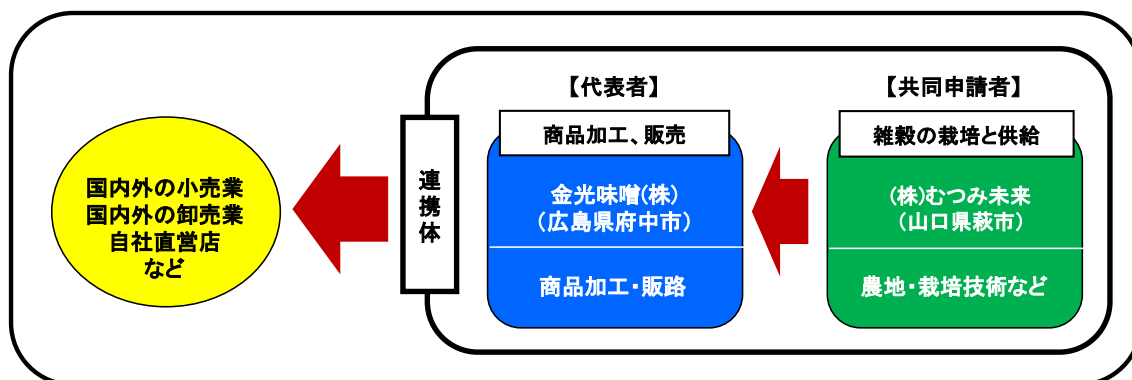 国内外の小売業
国内外の卸売業
自社直営店
など
連携体
【代表者】
商品加工、販売
金光味噌(株)
（広島県府中市）
商品加工・販路
【共同申請者】
雑穀の栽培と供給
(株)むつみ未来
（山口県萩市）
農地・栽培技術など